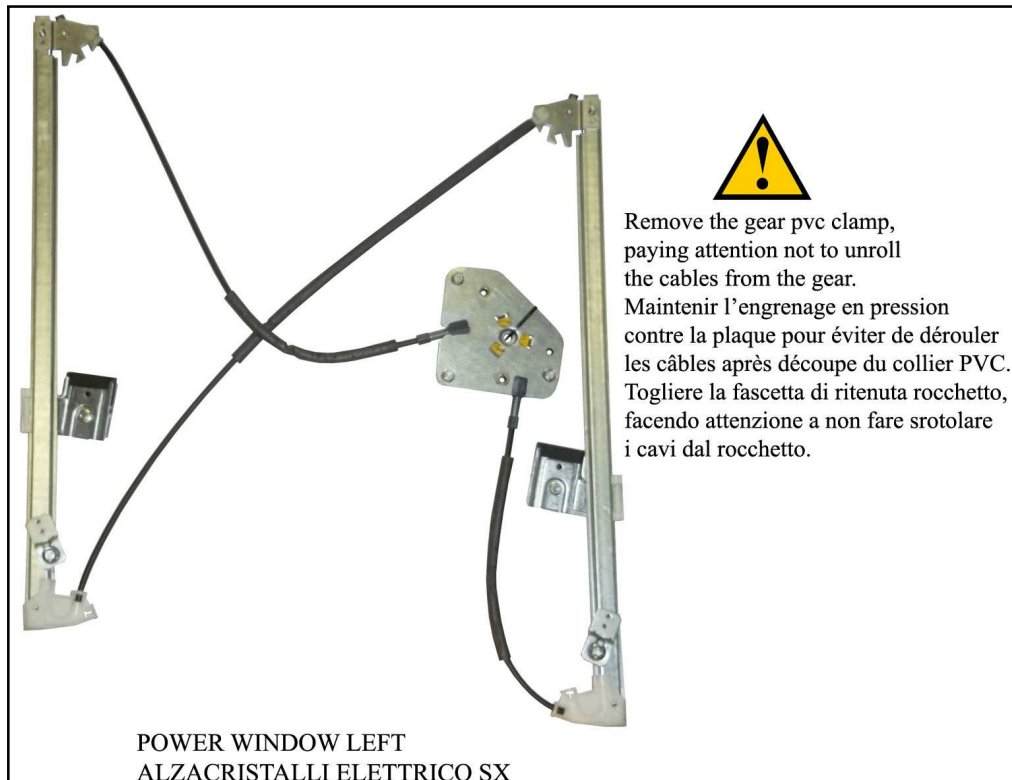 Remove the gear pvc clamp,
paying attention not to unroll
the cables from the gear.
Maintenir l’engrenage en pression
contre la plaque pour éviter de dérouler
les câbles après découpe du collier PVC.
Togliere la fascetta di ritenuta rocchetto,
facendo attenzione a non fare srotolare
i cavi dal rocchetto.
POWER WINDOW LEFT
ALZACRISTALLI ELETTRICO SX